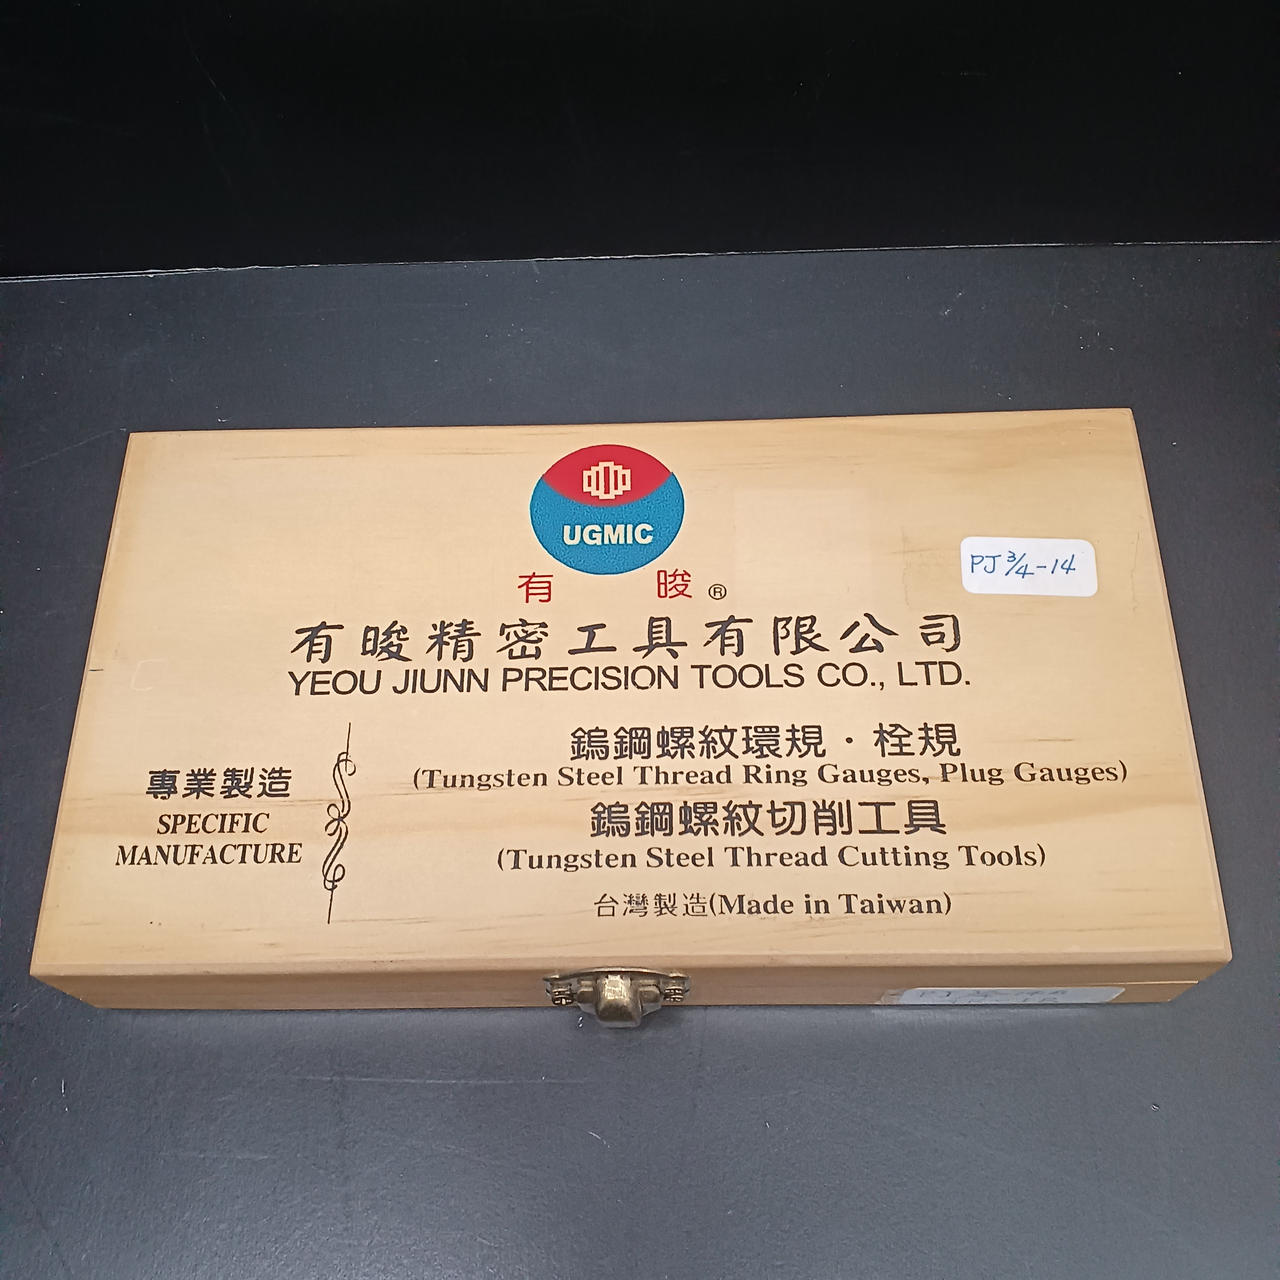 UGMIC
有 晙 ®
PJ 3/4-14
有晙精密工具有限公司
YEOU JIUNN PRECISION TOOLS CO., LTD.
專業製造
SPECIFIC
MANUFACTURE
鎢鋼螺紋環規·栓規
(Tungsten Steel Thread Ring Gauges, Plug Gauges)
鎢鋼螺紋切削工具
(Tungsten Steel Thread Cutting Tools)
台灣製造(Made in Taiwan)